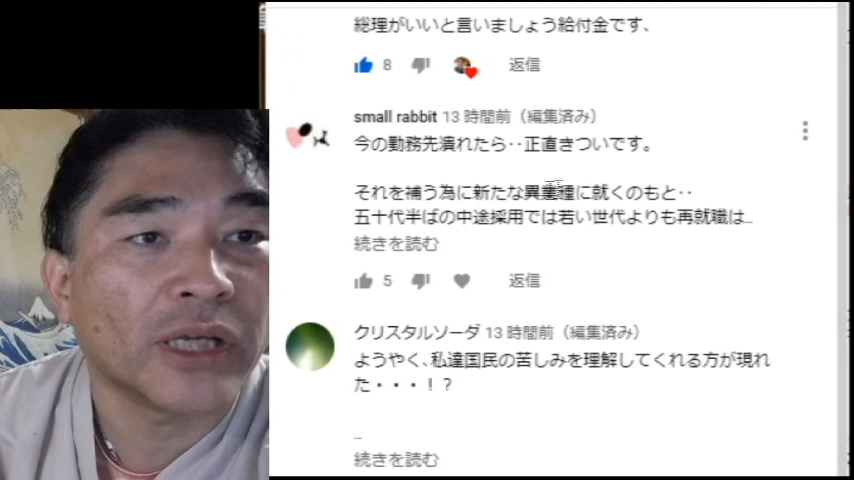 総理がいいと言いましょう給付金です、
8 返信
small rabbit 13 時間前（編集済み）
今の勤務先潰れたら‥正直きついです。
それを補う為に新たな異業種に就くのもと‥
五十代半ばの中途採用では若い世代よりも再就職は...
続きを読む
5 返信
クリスタルソーダ 13 時間前（編集済み）
ようやく、私達国民の苦しみを理解してくれる方が現れ
た・・・！？
...
続きを読む